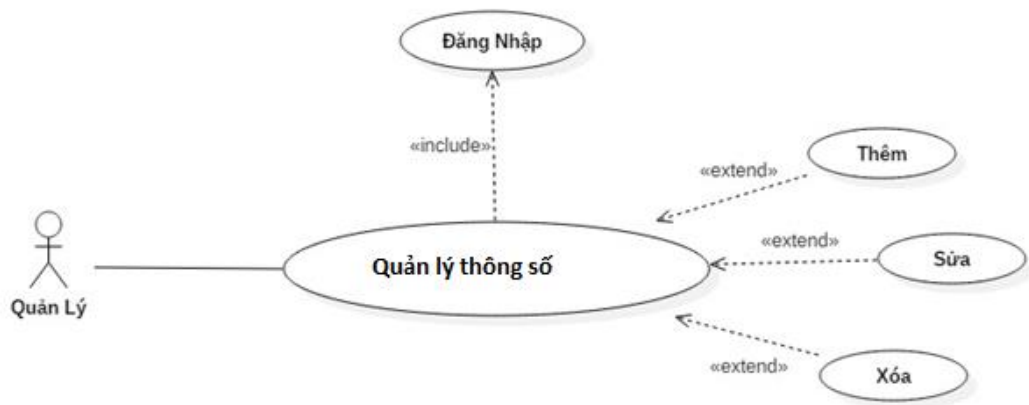 Đăng Nhập
«include»
Thêm
«extend»
«extend»
Quản lý thông số
Sửa
Quản Lý
«extend»
Xóa